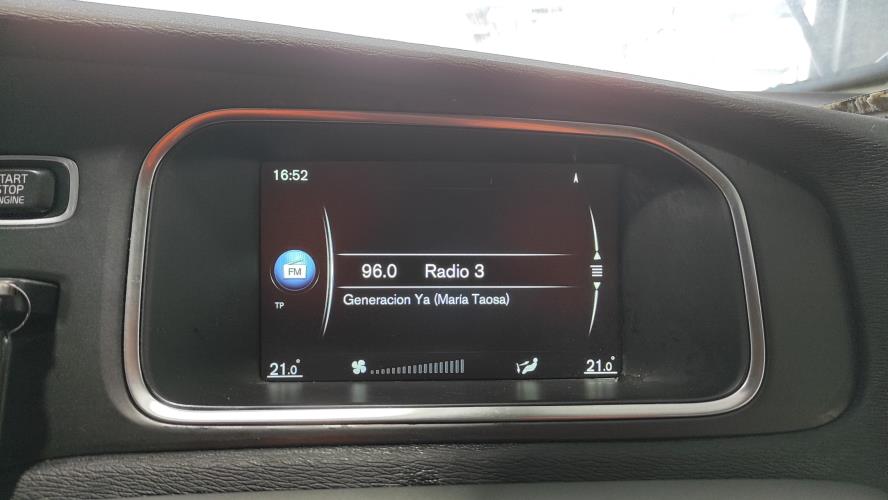 START
STOP
ENGINE
16:52
FM
96.0 Radio 3
TP
Generacion Ya (María Taosa)
21.0°
21.0°